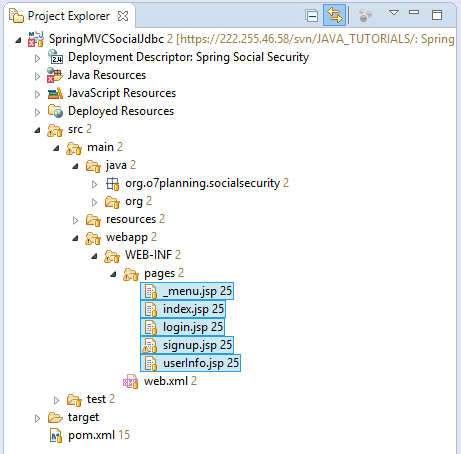 Project Explorer
SpringMVCSocialJdbc 2 [https://222.255.46.58/svn/JAVA_TUTORIALS/: Spring
Deployment Descriptor: Spring Social Security
Java Resources
JavaScript Resources
Deployed Resources
src 2
main 2
java 2
org.o7planning.socialsecurity 2
org 2
resources 2
webapp 2
WEB-INF 2
pages 2
_menu.jsp 25
index.jsp 25
login.jsp 25
signup.jsp 25
userInfo.jsp 25
web.xml 2
test 2
target
pom.xml 15